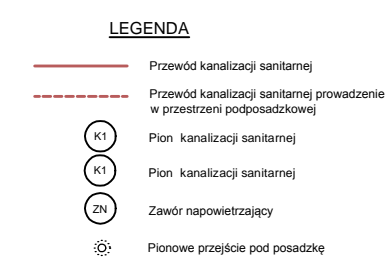 LEGENDA
Przewód kanalizacji sanitarnej
Przewód kanalizacji sanitarnej prowadzenie
w przestrzeni podposadzkowej
K1 Pion kanalizacji sanitarnej
K1 Pion kanalizacji sanitarnej
ZN Zawór napowietrzający
Pionowe przejście pod posadzkę